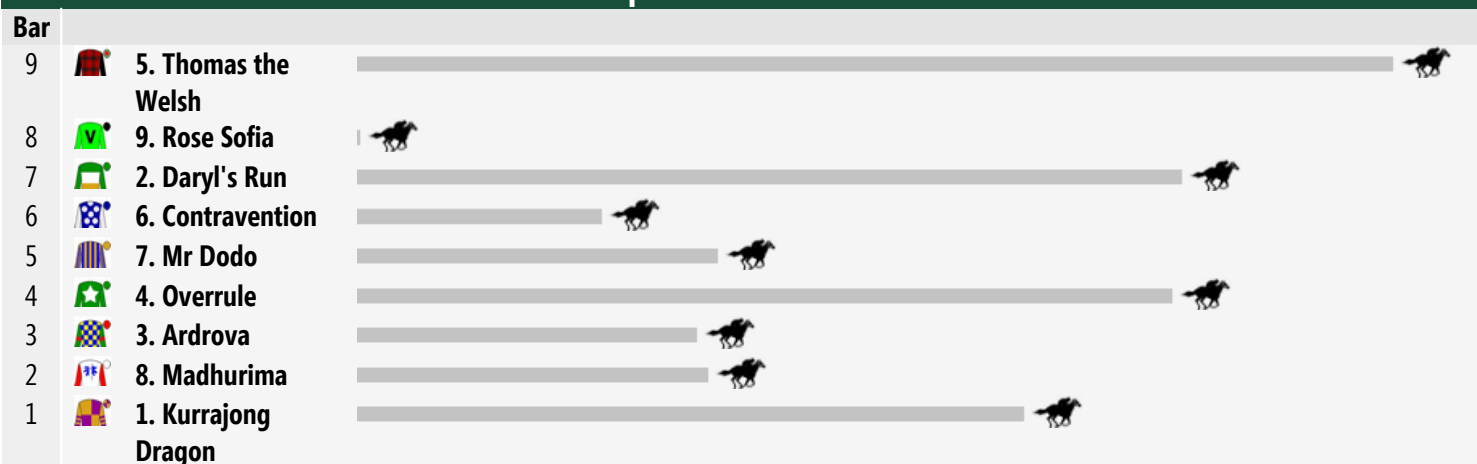 Bar
9 5. Thomas the
Welsh
8 V 9. Rose Sofia
7 2. Daryl's Run
6 6. Contravention
5 7. Mr Dodo
4 4. Overrule
3 3. Ardrova
2 8. Madhurima
1 1. Kurrajong
Dragon